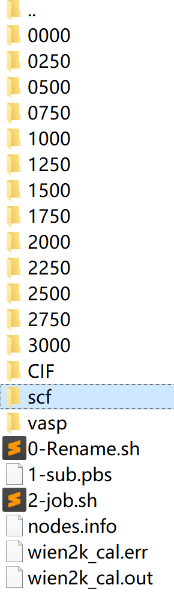 ..
0000
0250
0500
0750
1000
1250
1500
1750
2000
2250
2500
2750
3000
CIF
scf
vasp
0-Rename.sh
1-sub.pbs
2-job.sh
nodes.info
wien2k_cal.err
wien2k_cal.out